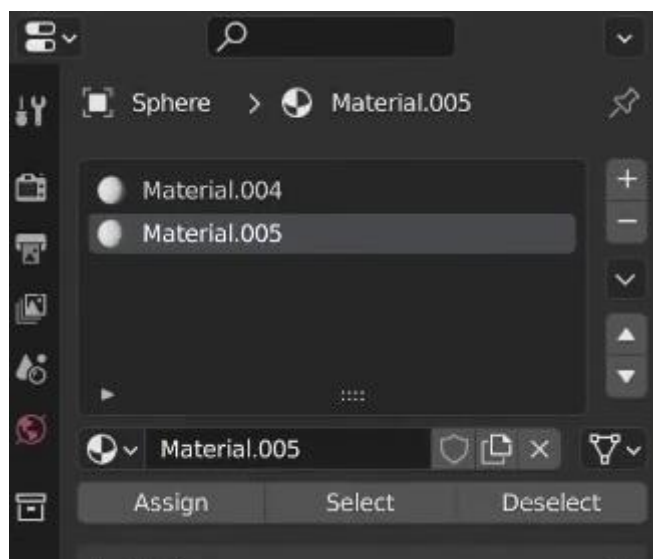 Sphere > Material.005
Material.004
Material.005
Material.005
Assign Select Deselect